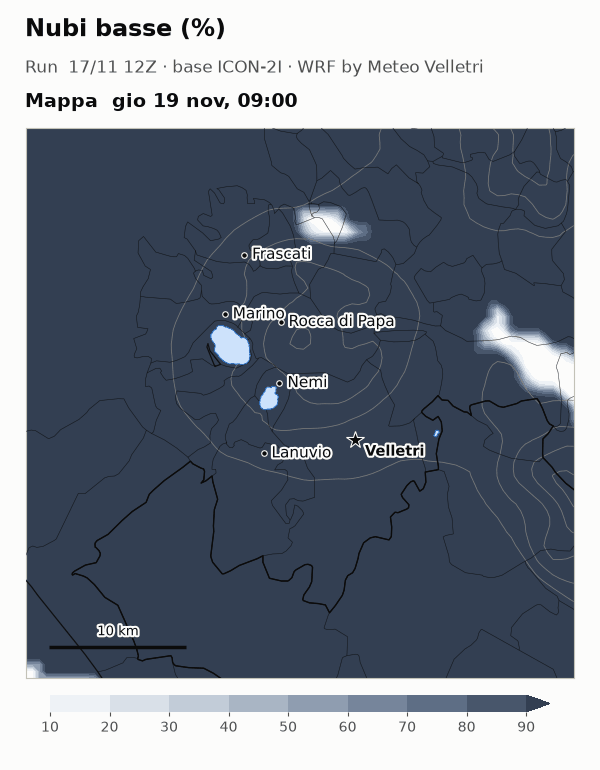 Nubi basse (%)
Run  17/11 12Z · base ICON-2I · WRF by Meteo Velletri
Mappa  gio 19 nov, 09:00
Frascati
Marino
Rocca di Papa
Nemi
Velletri
Lanuvio
10 km
10 20 30 40 50 60 70 80 90